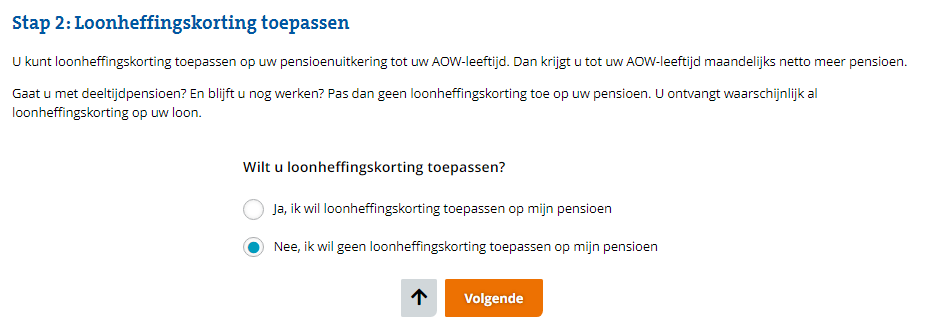 Stap 2: Loonheffingskorting toepassen
U kunt loonheffingskorting toepassen op uw pensioenuitkering tot uw AOW-leeftijd. Dan krijgt u tot uw AOW-leeftijd maandelijks netto meer pensioen.
Gaat u met deeltijdpensioen? En blijft u nog werken? Pas dan geen loonheffingskorting toe op uw pensioen. U ontvangt waarschijnlijk al
loonheffingskorting op uw loon.
Wilt u loonheffingskorting toepassen?
Ja, ik wil loonheffingskorting toepassen op mijn pensioen
Nee, ik wil geen loonheffingskorting toepassen op mijn pensioen
Volgende